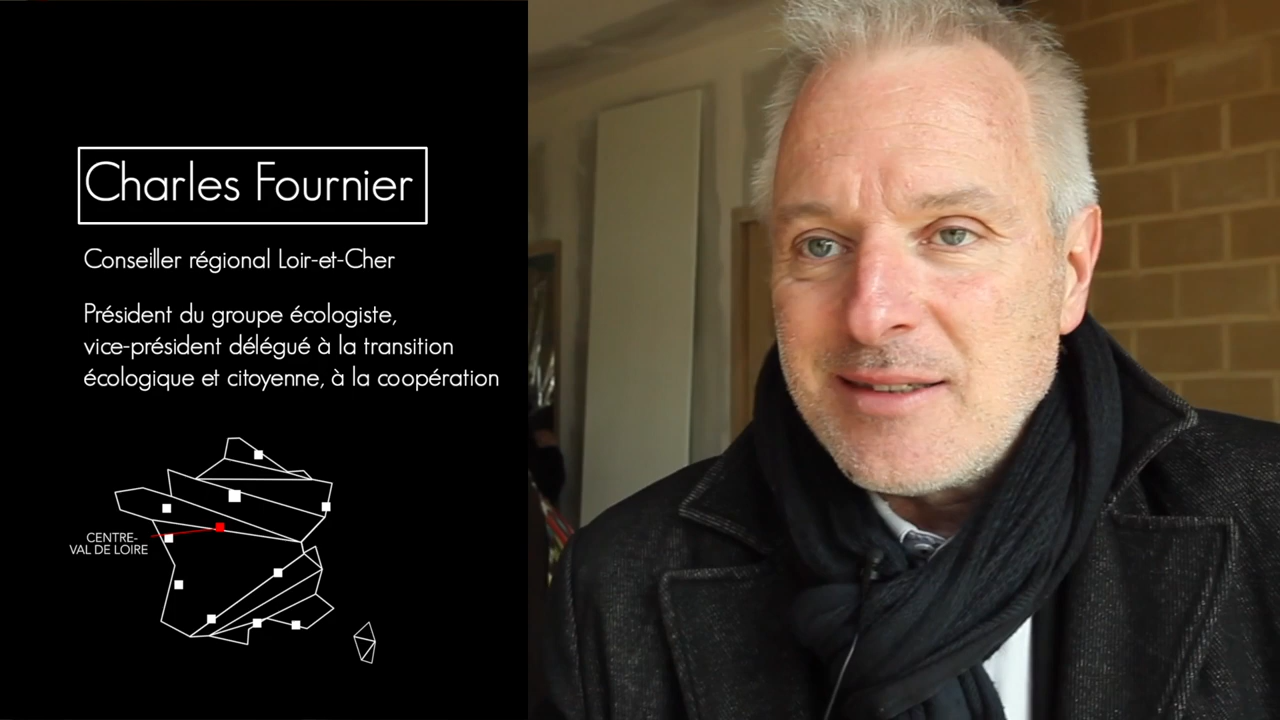 Charles Fournier
Conseiller régional Loir-et-Cher
Président du groupe écologiste,
vice-président délégué à la transition
écologique et citoyenne, à la coopération
CENTRE-
VAL DE LOIRE